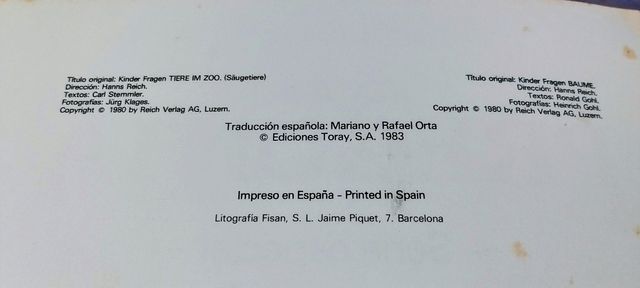 Título original: Kinder Fragen TIERE IM ZOO. (Säugetiere)
Dirección: Hanns Reich.
Textos: Carl Stemmler.
Fotografías: Jürg Klages.
Copyright © 1980 by Reich Verlag AG, Luzern.
Título original: Kinder Fragen BAUME.
Dirección: Hanns Reich.
Textos: Ronald Gohl.
Fotografías: Heinrich Gohl.
Copyright © 1980 by Reich Verlag AG, Luzern.
Traducción española: Mariano y Rafael Orta
© Ediciones Toray, S.A. 1983
Impreso en España - Printed in Spain
Litografía Fisan, S. L. Jaime Piquet, 7. Barcelona